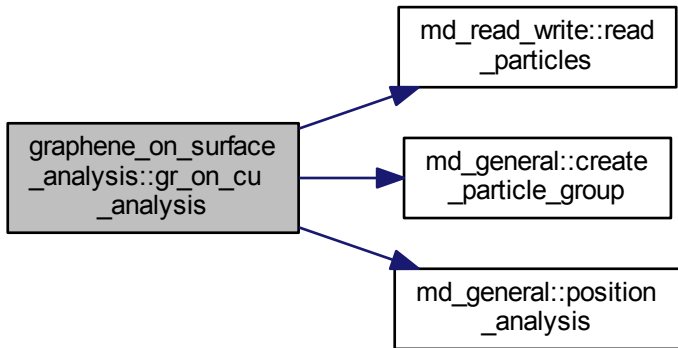 graphene_on_surface
_analysis::gr_on_cu
_analysis
md_read_write::read
_particles
md_general::create
_particle_group
md_general::position
_analysis